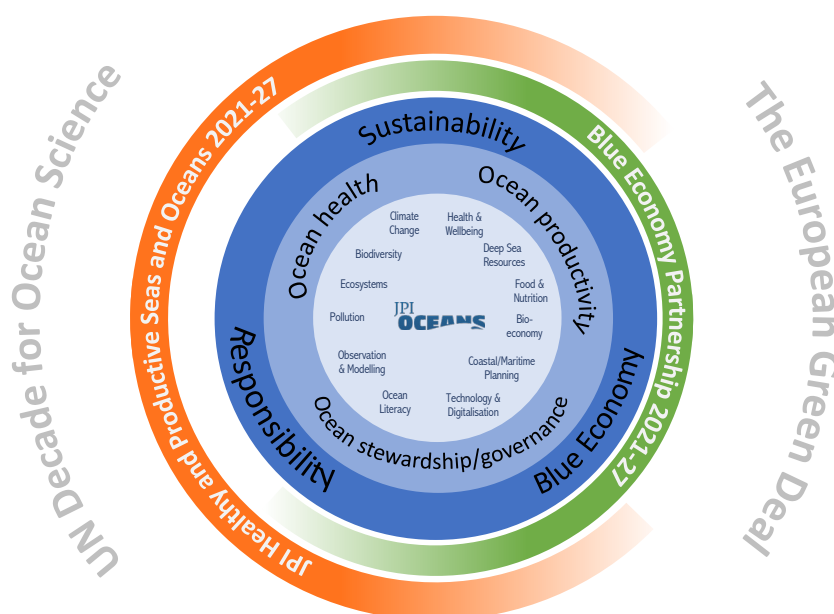 UN Decade for Ocean Science
The European Green Deal
JPI Healthy and Productive Seas and Oceans 2021-27
Blue Economy Partnership 2021-27
Sustainability
Responsibility
Blue Economy
Ocean health
Ocean productivity
Ocean stewardship/governance
Climate
Change
Health &
Wellbeing
Biodiversity
Deep Sea
Resources
Ecosystems
Food &
Nutrition
Pollution
JPI
OCEANS
Bio-
economy
Observation
& Modelling
Coastal/Maritime
Planning
Ocean
Literacy
Technology &
Digitalisation